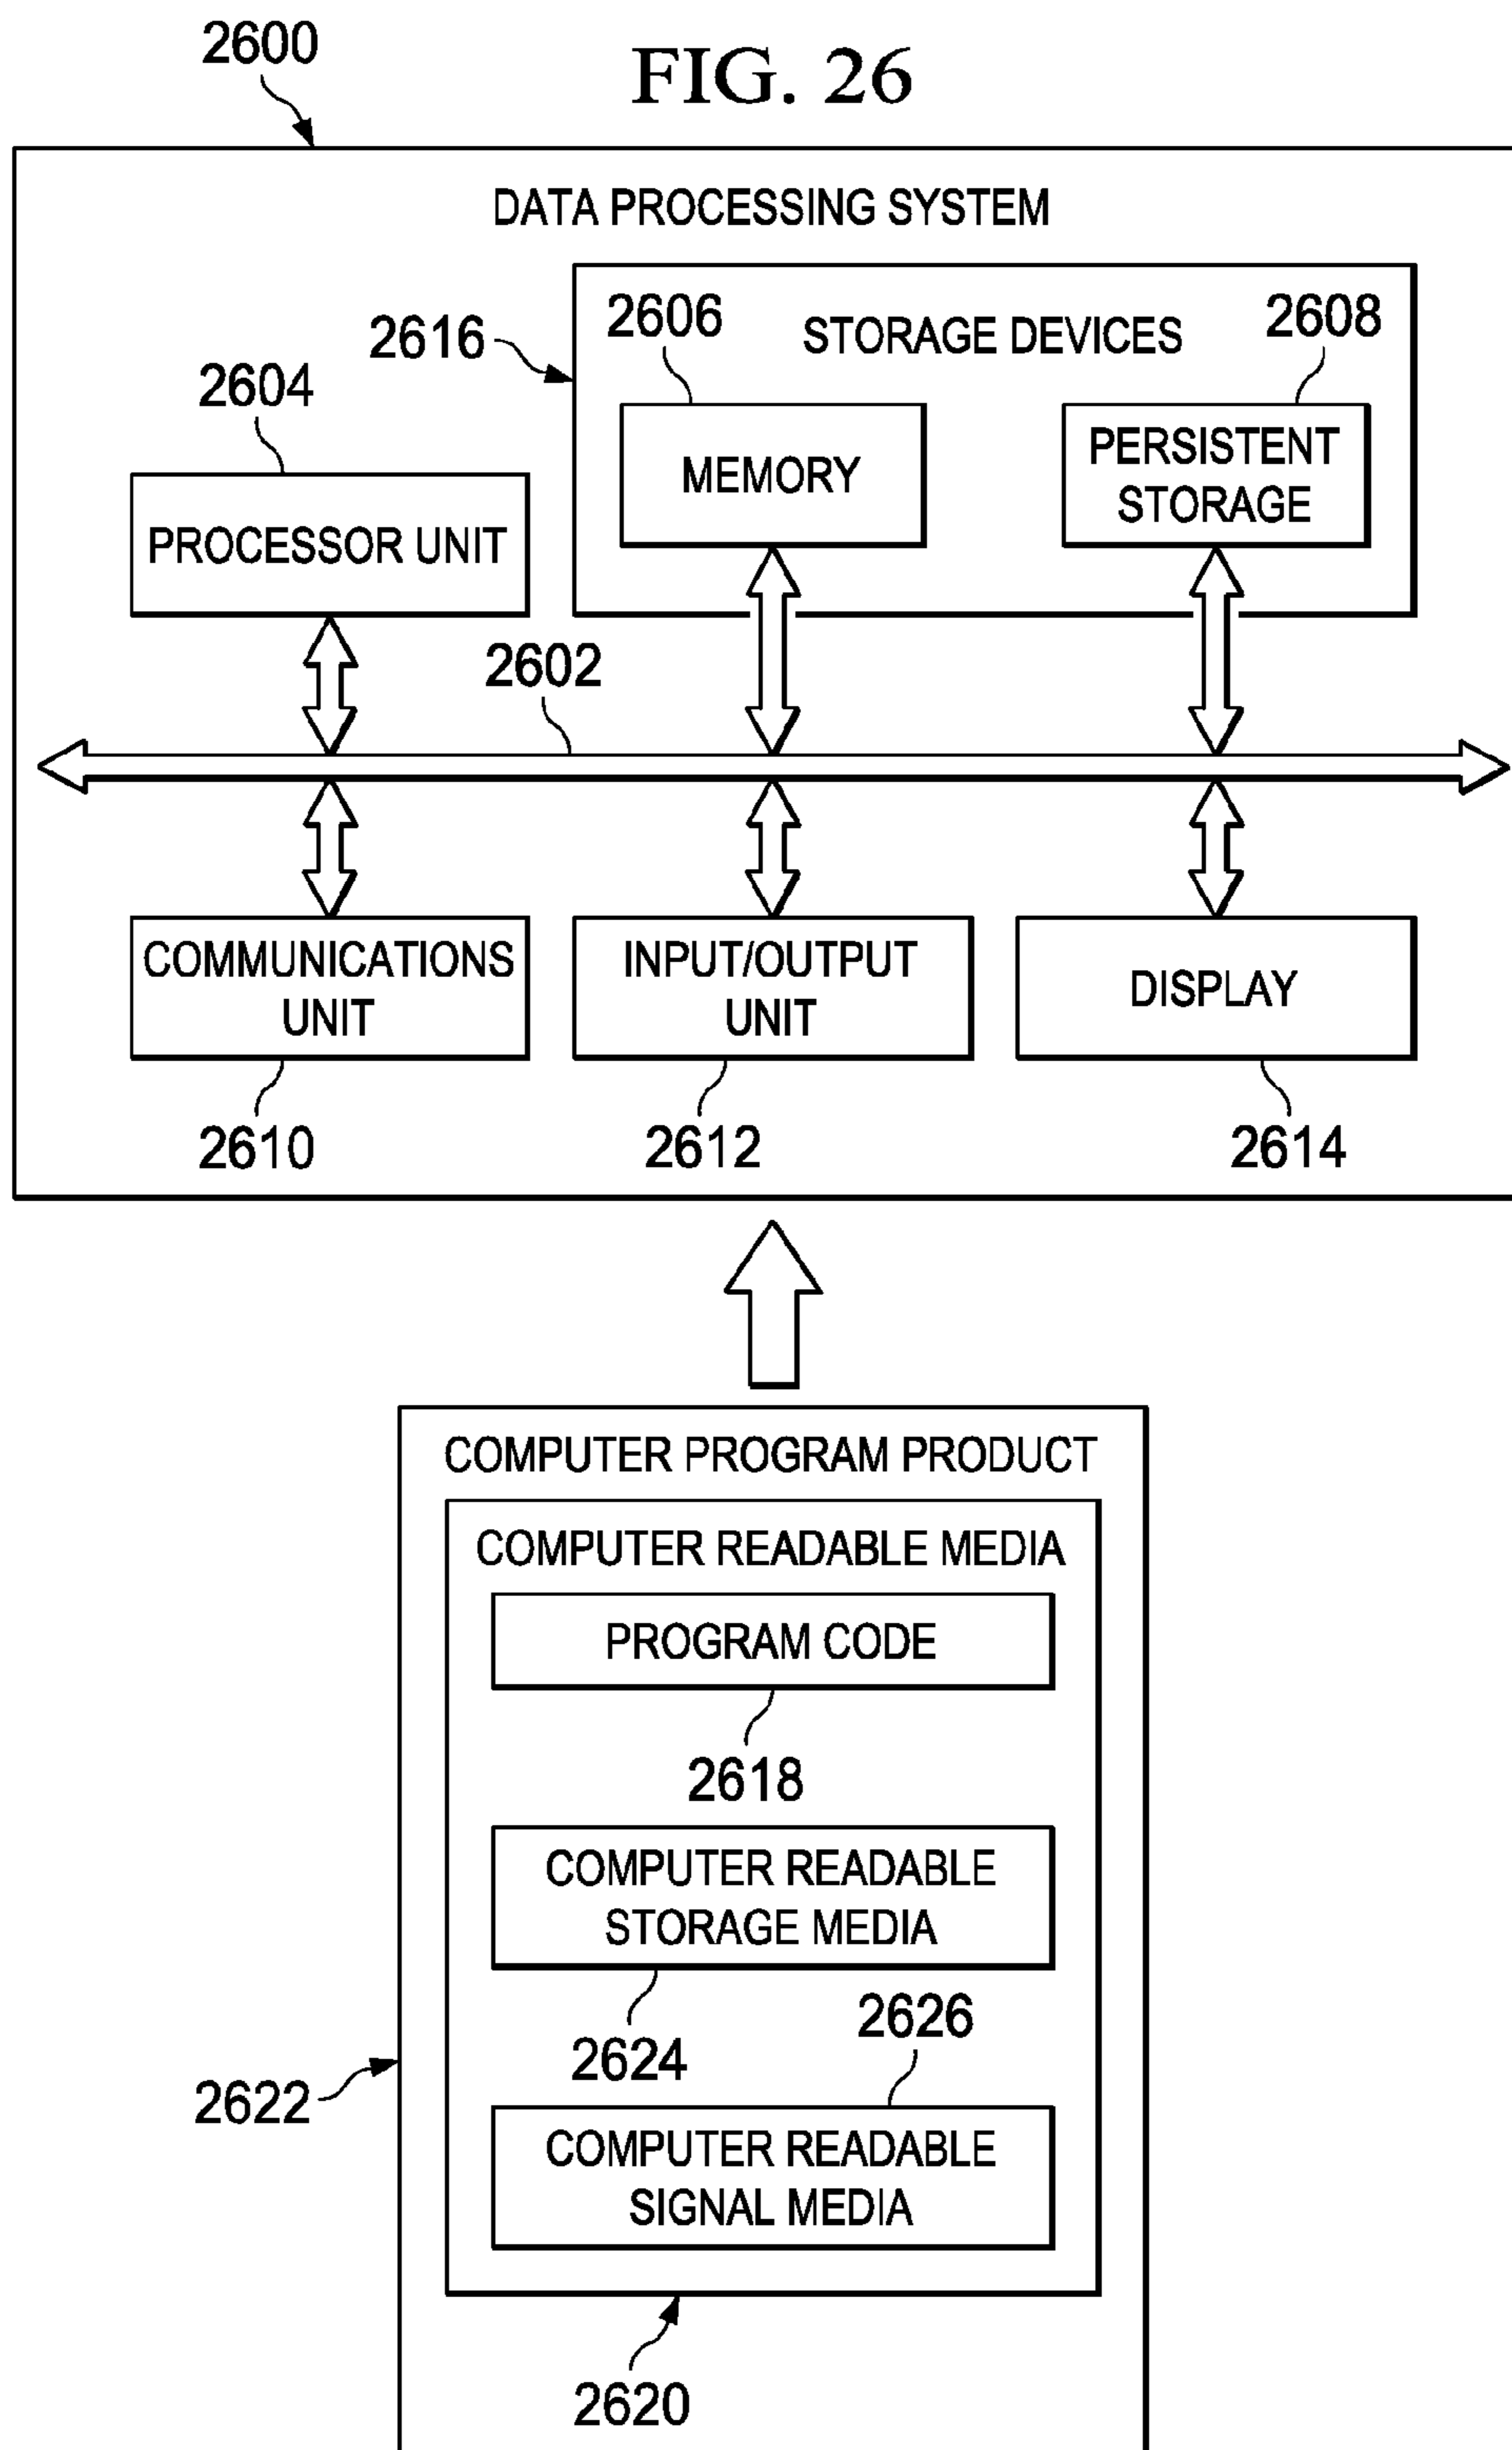 2600
FIG. 26
DATA PROCESSING SYSTEM
2616
2606
STORAGE DEVICES
2608
2604
MEMORY
PERSISTENT
STORAGE
PROCESSOR UNIT
2602
COMMUNICATIONS
UNIT
INPUT/OUTPUT
UNIT
DISPLAY
2610
2612
2614
COMPUTER PROGRAM PRODUCT
COMPUTER READABLE MEDIA
PROGRAM CODE
2618
COMPUTER READABLE
STORAGE MEDIA
2624
2626
2622
COMPUTER READABLE
SIGNAL MEDIA
2620